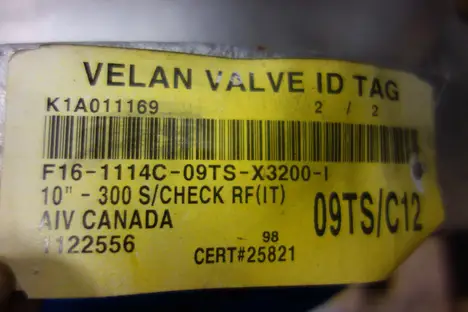 VELAN VALVE ID TAG
K1A011169 2 / 2
F16-1114C-09TS-X3200-I
10" - 300 S/CHECK RF(IT)
AIV CANADA 09TS/C12
1122556 98
CERT#25821